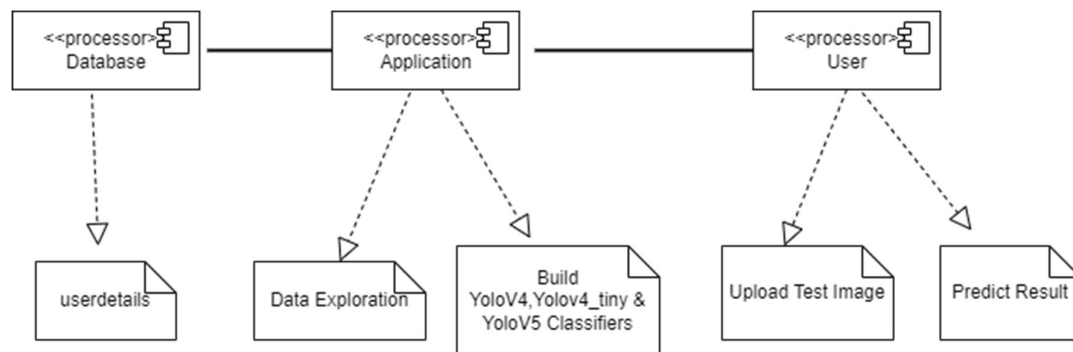 <<processor>
Database
<<processor>
Application
<<processor>
User
userdetails
Data Exploration
Build
YoloV4,Yolov4_tiny &
YoloV5 Classifiers
Upload Test Image
Predict Result